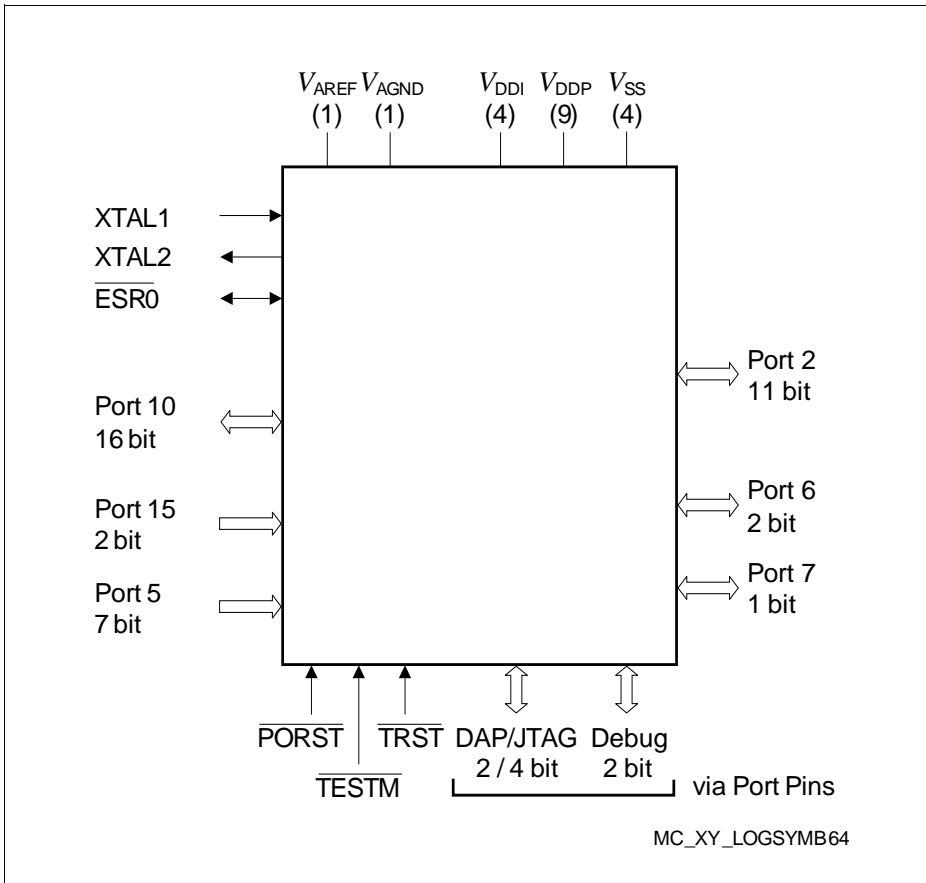 VAREF VAGND VDDI VDDP VSS
(1) (1) (4) (9) (4)
XTAL1
XTAL2
ESR0
Port 2
11 bit
Port 10
16 bit
Port 6
2 bit
Port 15
2 bit
Port 7
1 bit
Port 5
7 bit
PORST TRST DAP/JTAG Debug
2 / 4 bit 2 bit
TESTM
via Port Pins
MC_XY_LOGSYMB64